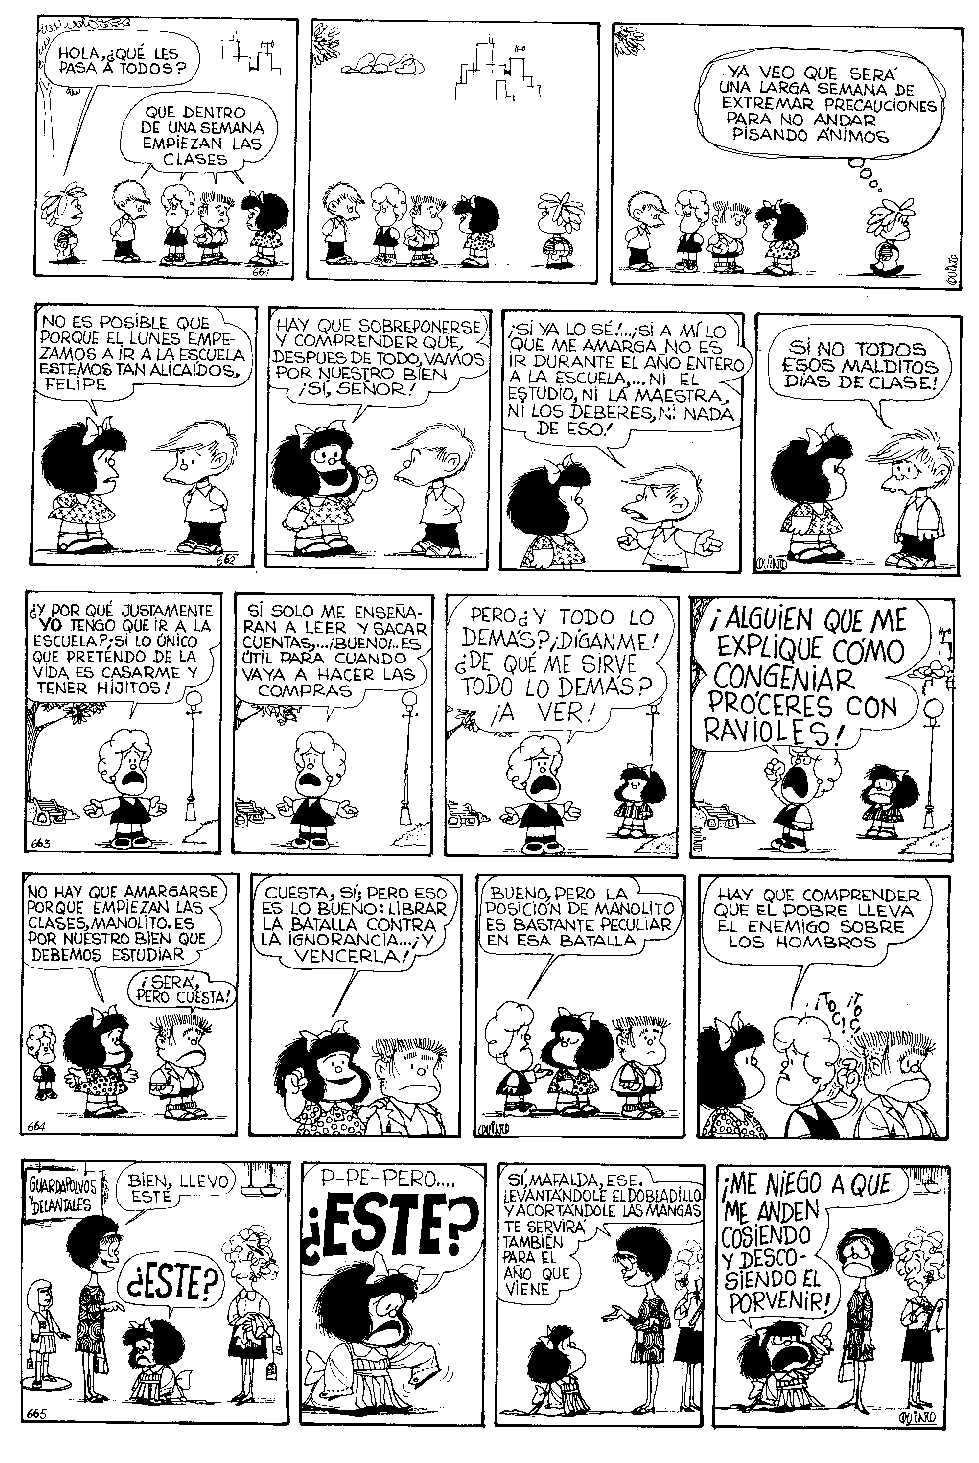 HOLA, ¿QUÉ LES
PASA A TODOS?
QUE DENTRO
DE UNA SEMANA
EMPIEZAN LAS
CLASES
661
YA VEO QUE SERÁ
UNA LARGA SEMANA DE
EXTREMAR PRECAUCIONES
PARA NO ANDAR
PISANDO ÁNIMOS
QUINO
NO ES POSIBLE QUE
PORQUE EL LUNES EMPE-
ZAMOS A IR A LA ESCUELA
ESTEMOS TAN ALICAÍDOS,
FELIPE
662
HAY QUE SOBREPONERSE
Y COMPRENDER QUE,
DESPUES DE TODO, VAMOS
POR NUESTRO BIEN
¡SÍ, SEÑOR!
¡SI YA LO SÉ!...¡SI A MÍ LO
QUE ME AMARGA NO ES
IR DURANTE EL AÑO ENTERO
A LA ESCUELA,... NI EL
ESTUDIO, NI LA MAESTRA,
NI LOS DEBERES, NI NADA
DE ESO!
SÍ NO TODOS
ESOS MALDITOS
DÍAS DE CLASE!
QUINO
¿Y POR QUÉ JUSTAMENTE
YO TENGO QUE IR A LA
ESCUELA?¡SI LO ÚNICO
QUE PRETENDO DE LA
VIDA ES CASARME Y
TENER HIJITOS!
663
SI SOLO ME ENSEÑA-
RAN A LEER Y SACAR
CUENTAS,...¡BUENO!..ES
ÚTIL PARA CUANDO
VAYA A HACER LAS
COMPRAS
PERO ¿Y TODO LO
DEMÁS?¡DÍGANME!
¿DE QUÉ ME SIRVE
TODO LO DEMÁS?
¡A VER!
¡ALGUIEN QUE ME
EXPLIQUE CÓMO
CONGENIAR
PRÓCERES CON
RAVIOLES!
QUINO
NO HAY QUE AMARGARSE
PORQUE EMPIEZAN LAS
CLASES, MANOLITO. ES
POR NUESTRO BIEN QUE
DEBEMOS ESTUDIAR
¡SERÁ,
PERO CUESTA!
664
CUESTA, SÍ; PERO ESO
ES LO BUENO: LIBRAR
LA BATALLA CONTRA
LA IGNORANCIA...¡Y
VENCERLA!
BUENO, PERO LA
POSICIÓN DE MANOLITO
ES BASTANTE PECULIAR
EN ESA BATALLA
QUINO
HAY QUE COMPRENDER
QUE EL POBRE LLEVA
EL ENEMIGO SOBRE
LOS HOMBROS
¡TOC! ¡TOC!
GUARDAPOLVOS
DELANTALES
BIEN, LLEVO
ESTE
¿ESTE?
665
P-PE-PERO....
¿ESTE?
SÍ, MAFALDA, ESE.
LEVANTÁNDOLE EL DOBLADILLO
Y ACORTÁNDOLE LAS MANGAS
TE SERVIRÁ
TAMBIÉN
PARA EL
AÑO QUE
VIENE
¡ME NIEGO A QUE
ME ANDEN
COSIENDO
Y DESCO-
SIENDO EL
PORVENIR!
QUINO